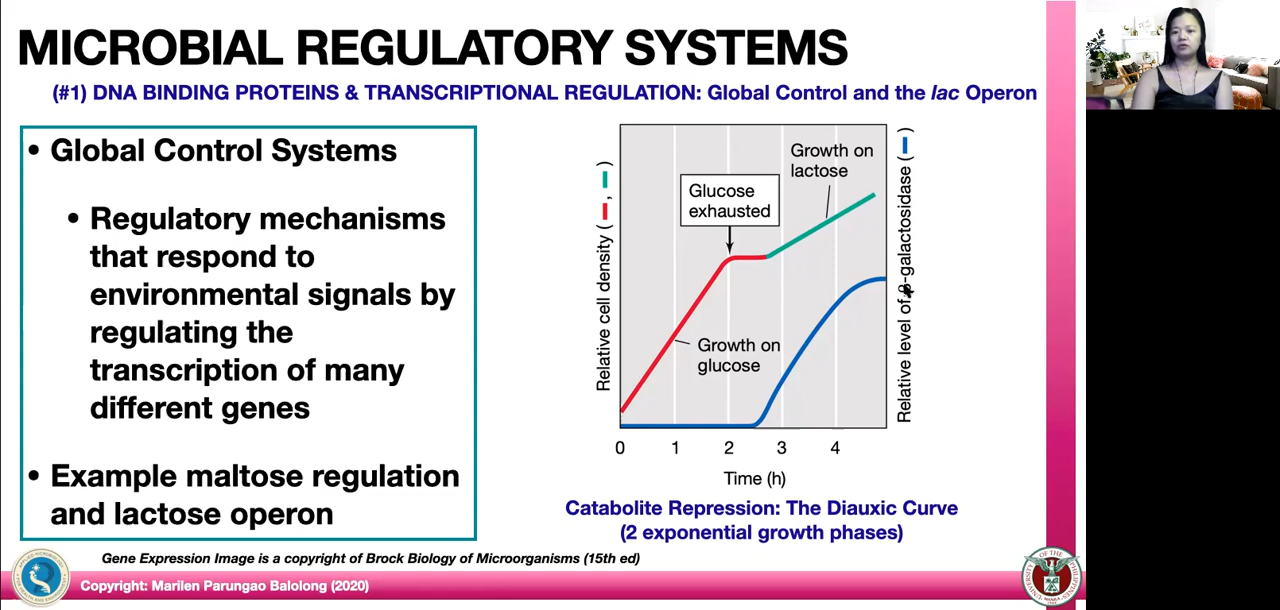 MICROBIAL REGULATORY SYSTEMS
(#1) DNA BINDING PROTEINS & TRANSCRIPTIONAL REGULATION: Global Control and the lac Operon
• Global Control Systems
• Regulatory mechanisms
that respond to
environmental signals by
regulating the
transcription of many
different genes
• Example maltose regulation
and lactose operon
Relative cell density ( , )
Growth on
lactose
Glucose
exhausted
Growth on
glucose
Relative level of β-galactosidase ( )
0 1 2 3 4
Time (h)
Catabolite Repression: The Diauxic Curve
(2 exponential growth phases)
Gene Expression Image is a copyright of Brock Biology of Microorganisms (15th ed)
Copyright: Marilen Parungao Balolong (2020)